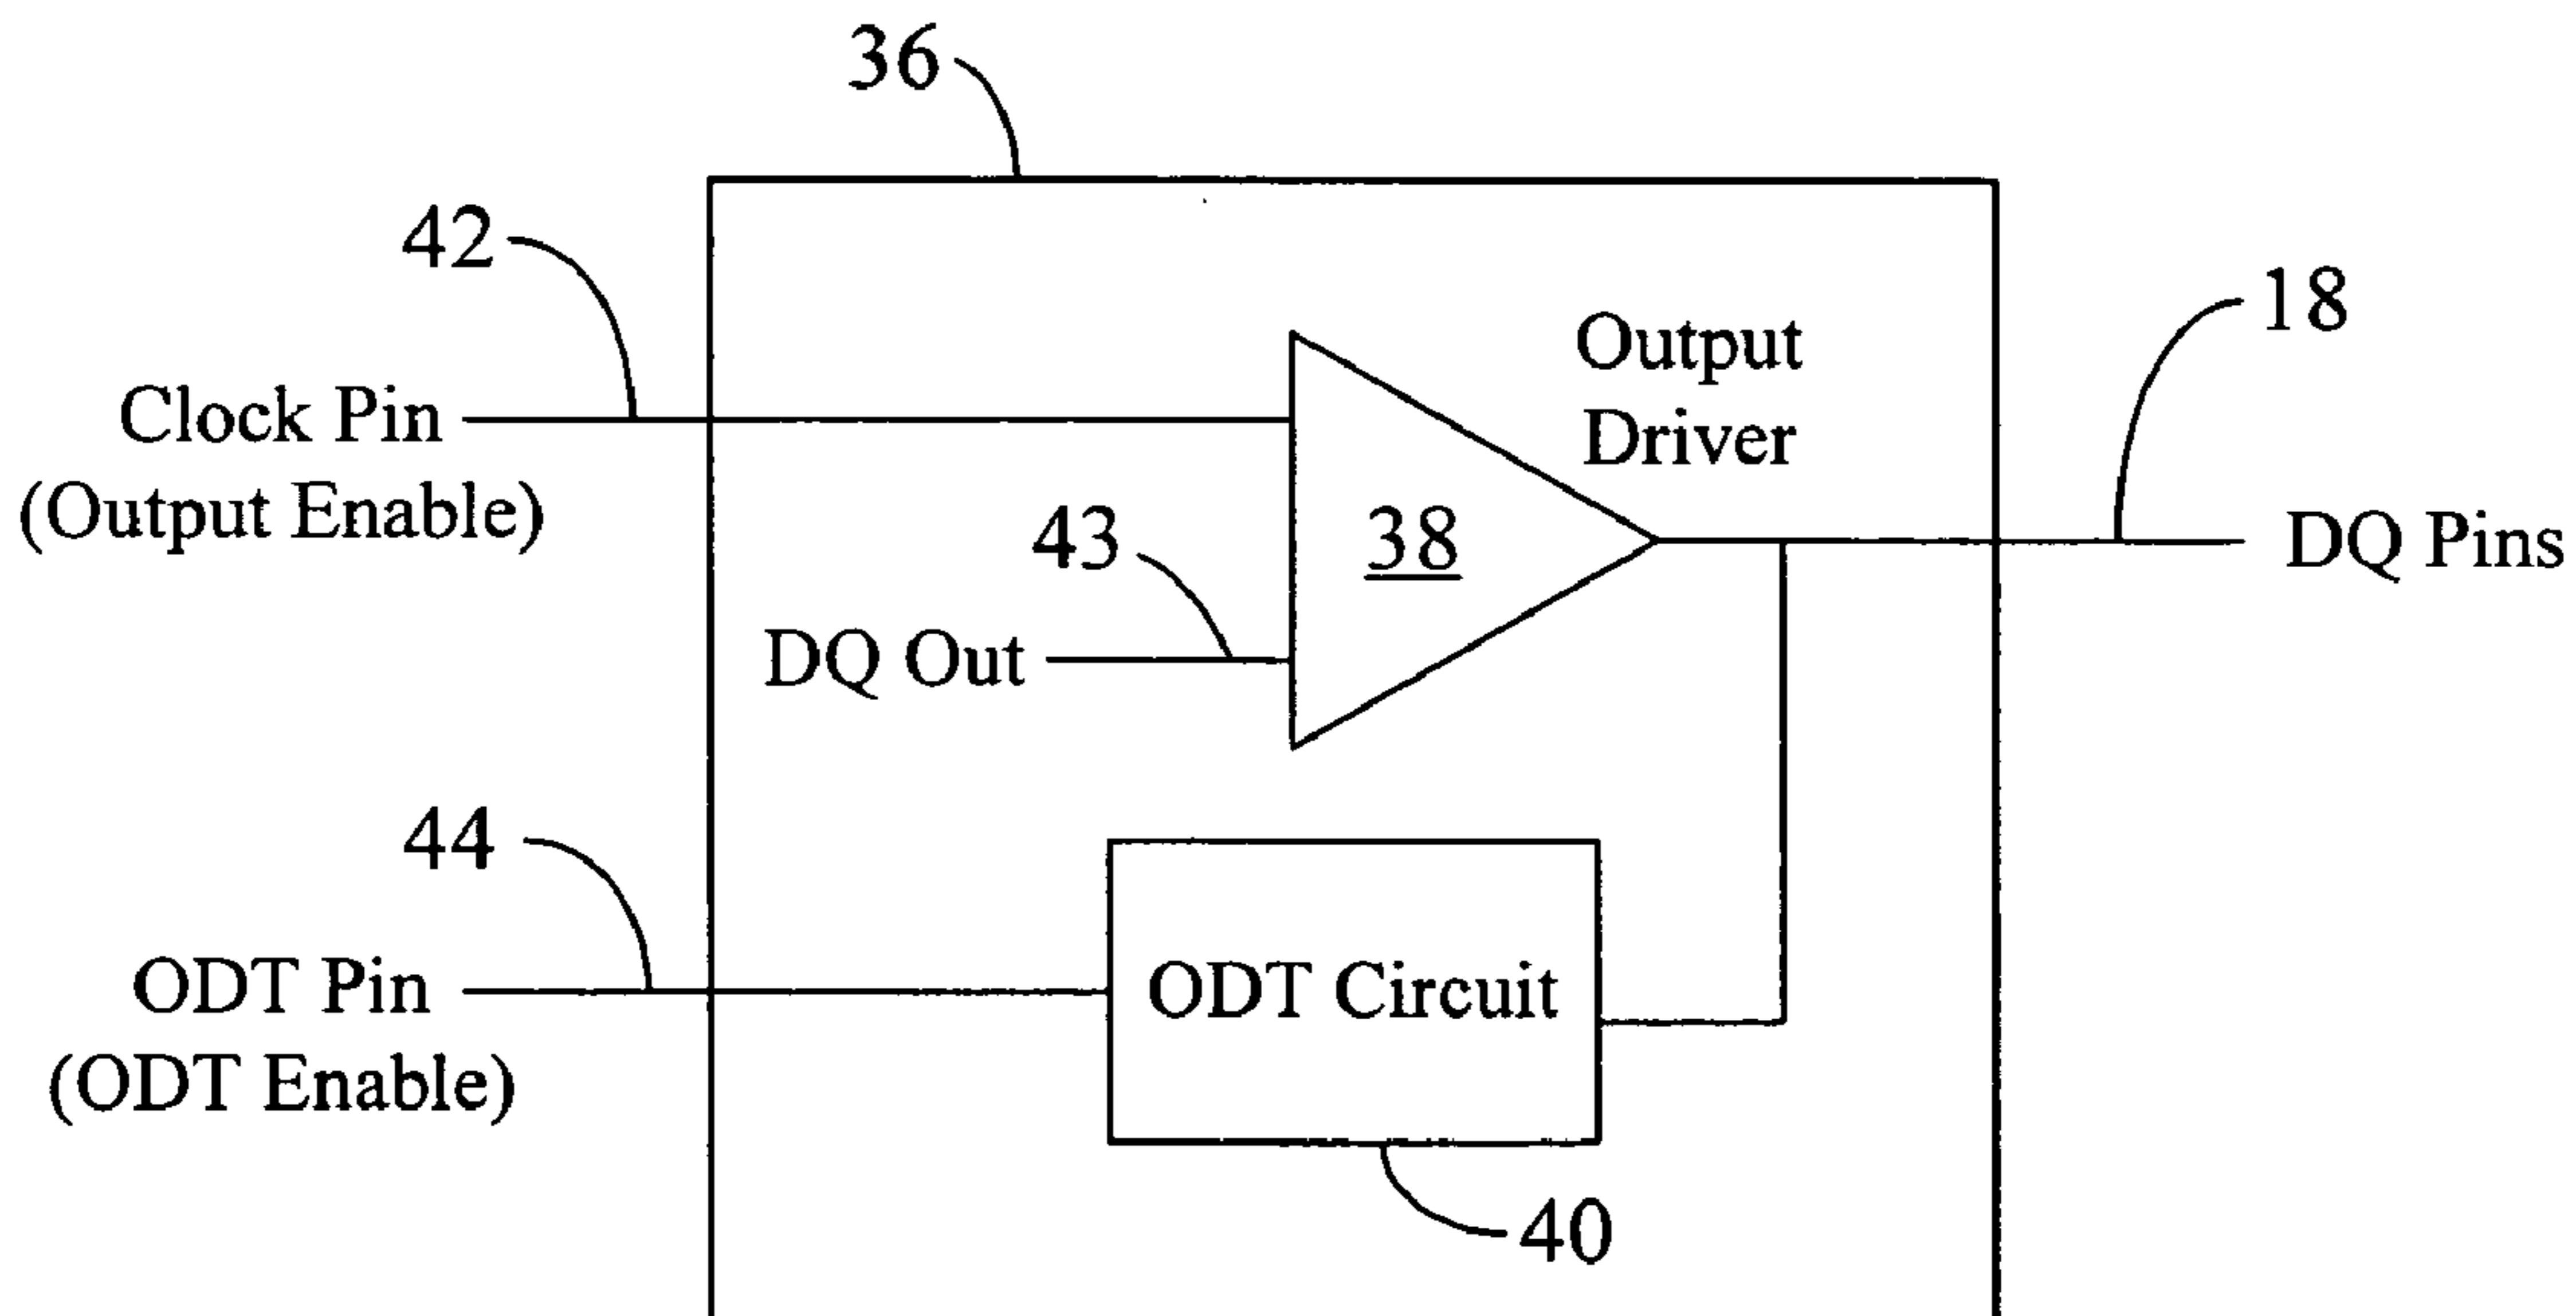 36
42
18
Output
Driver
Clock Pin
(Output Enable)
43
38
DQ Pins
DQ Out
44
ODT Pin
(ODT Enable)
ODT Circuit
40